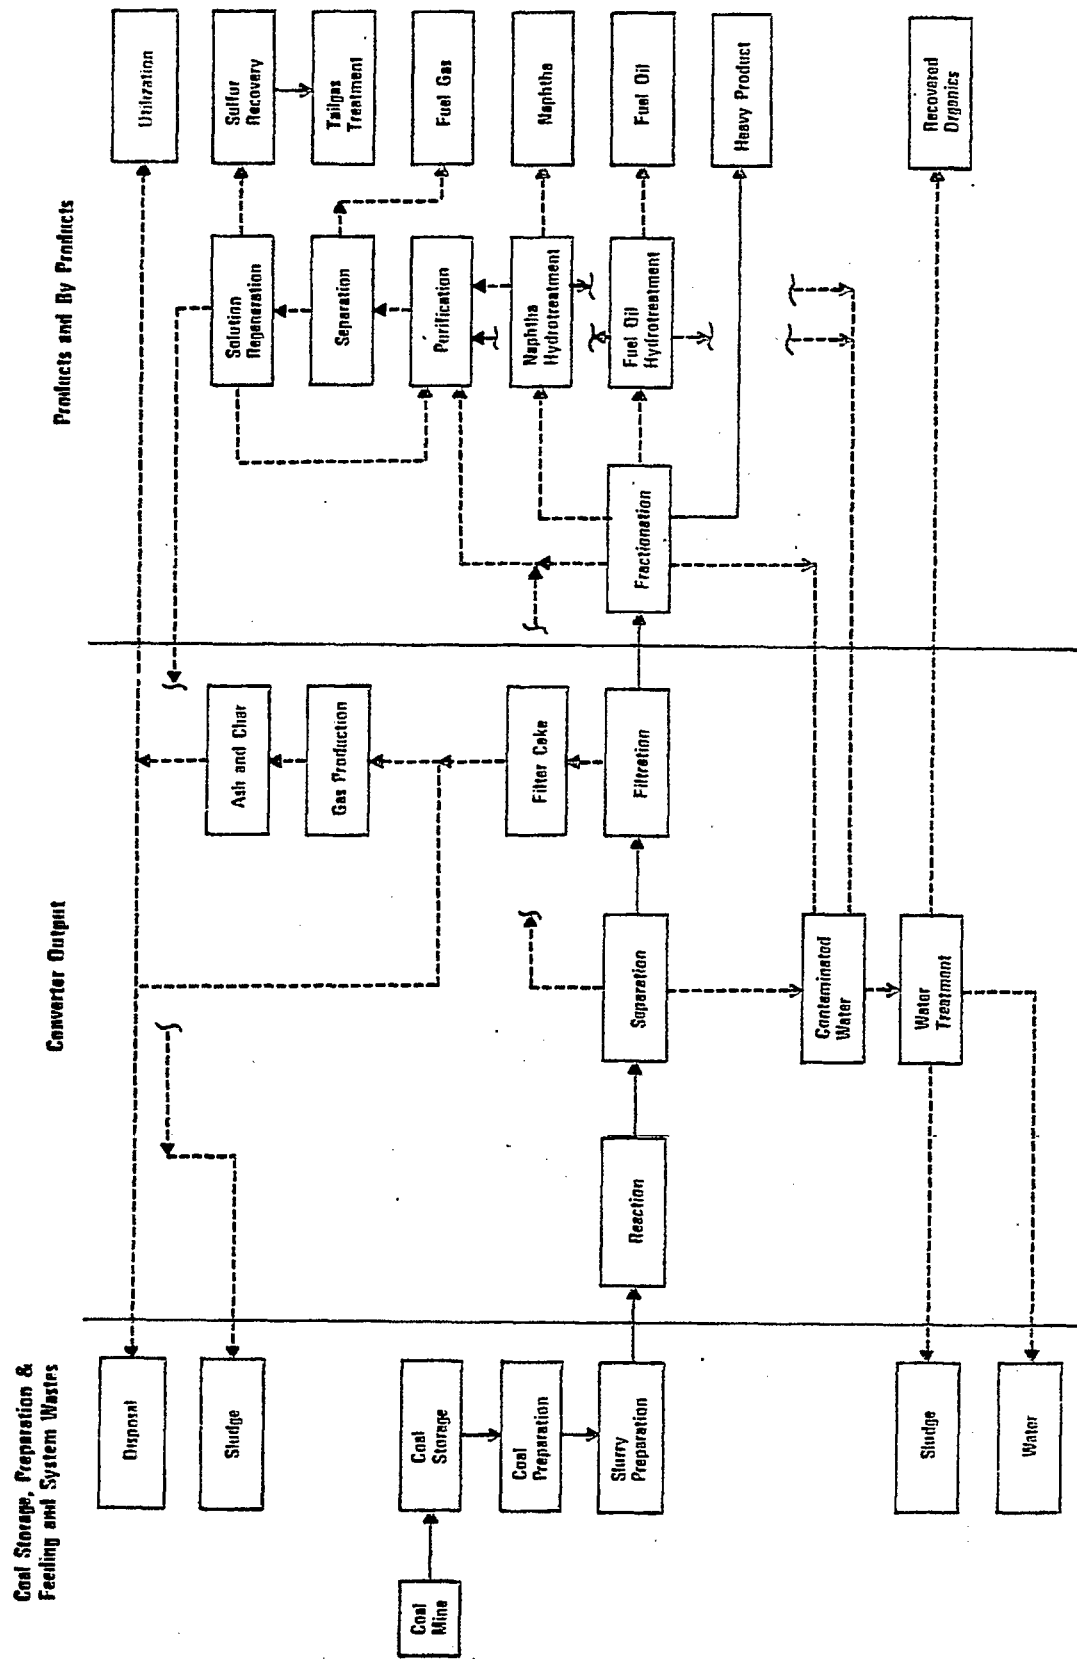 Coal Storage, Preparation &
Feeding and System Wastes
Converter Output
Products and By Products
Disposal
Sludge
Coal
Mine
Coal
Storage
Coal
Preparation
Slurry
Preparation
Sludge
Water
Ash and Char
Gas Production
Filter Cake
Reaction
Separation
Filtration
Contaminated
Water
Water
Treatment
Utilization
Solution
Regeneration
Sulfur
Recovery
Tailgas
Treatment
Separation
Fuel Gas
Purification
Naphtha
Hydrotreatment
Naphtha
Fractionation
Fuel Oil
Hydrotreatment
Fuel Oil
Heavy Product
Recovered
Organics